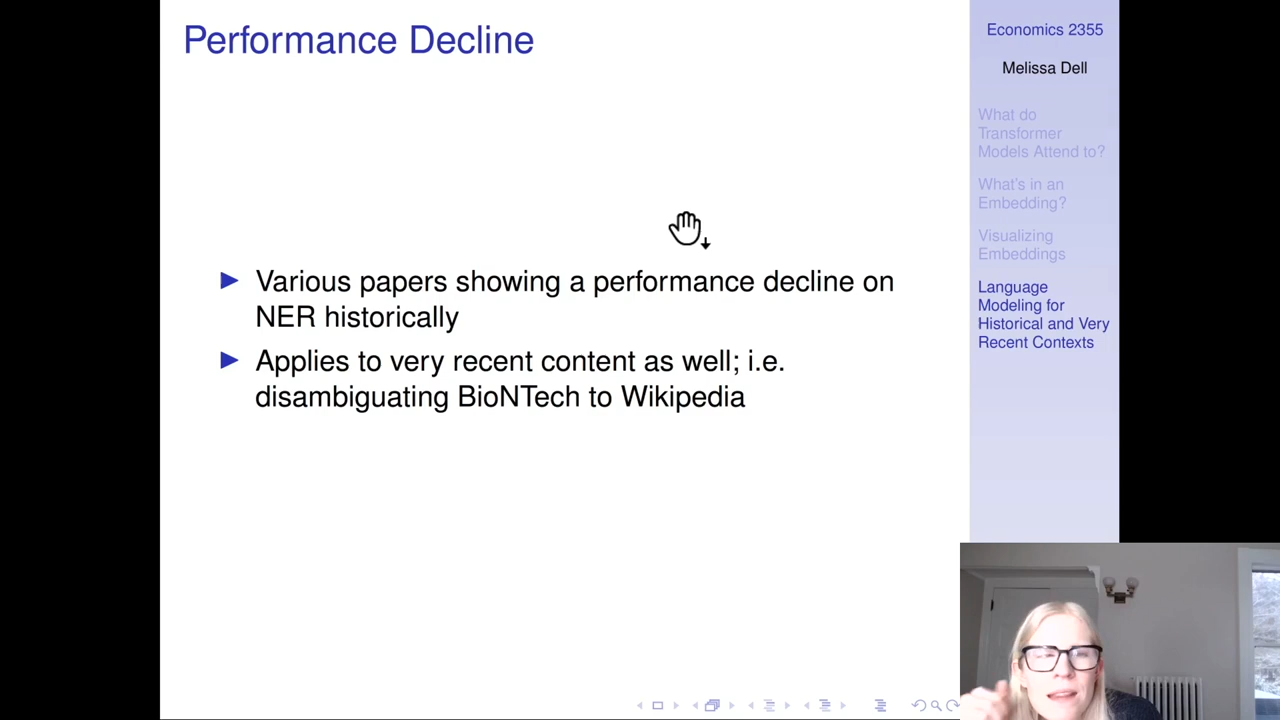 Performance Decline
Various papers showing a performance decline on
NER historically
Applies to very recent content as well; i.e.
disambiguating BioNTech to Wikipedia
Economics 2355
Melissa Dell
What do
Transformer
Models Attend to?
What's in an
Embedding?
Visualizing
Embeddings
Language
Modeling for
Historical and Very
Recent Contexts